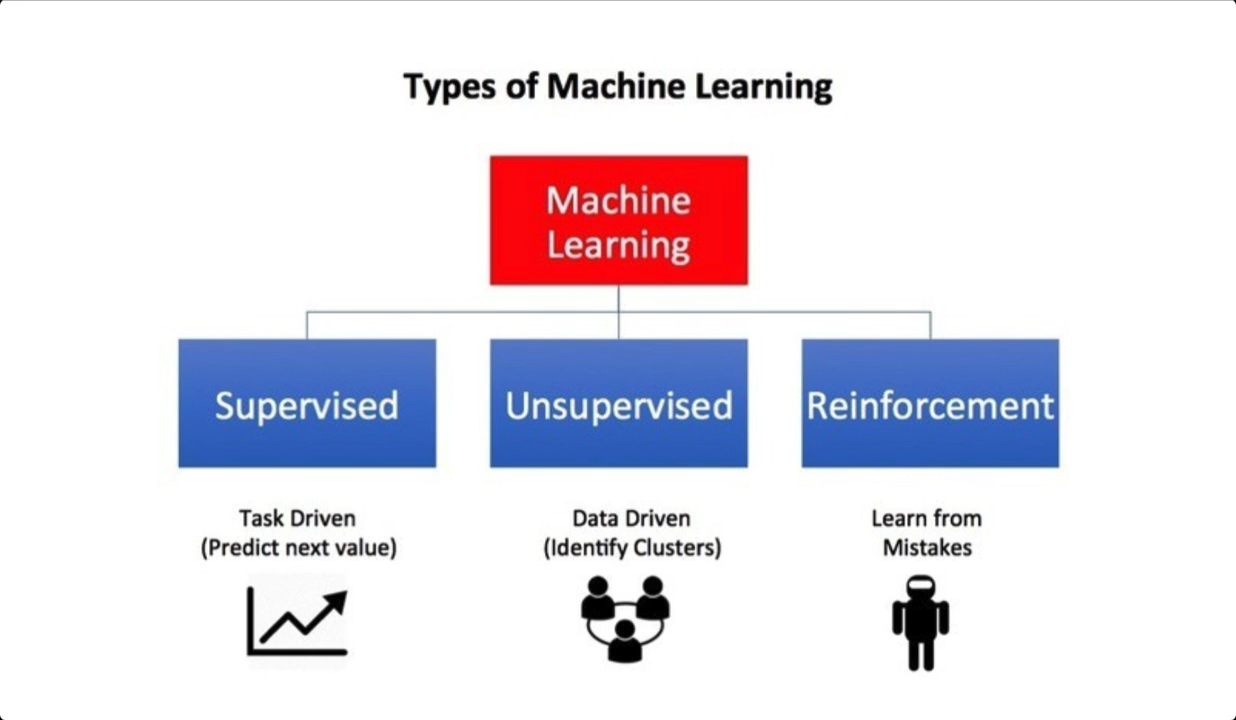 Types of Machine Learning
Machine
Learning
Supervised
Unsupervised
Reinforcement
Task Driven
(Predict next value)
Data Driven
(Identify Clusters)
Learn from
Mistakes